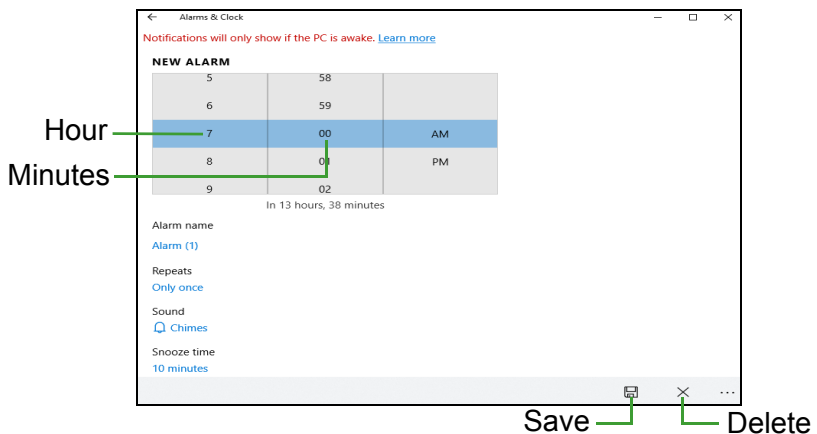 Alarms & Clock
Notifications will only show if the PC is awake. Learn more
NEW ALARM
5 58
6 59
Hour 7 00 AM
8 01 PM
Minutes
9 02
In 13 hours, 38 minutes
Alarm name
Alarm (1)
Repeats
Only once
Sound
Chimes
Snooze time
10 minutes
Save Delete